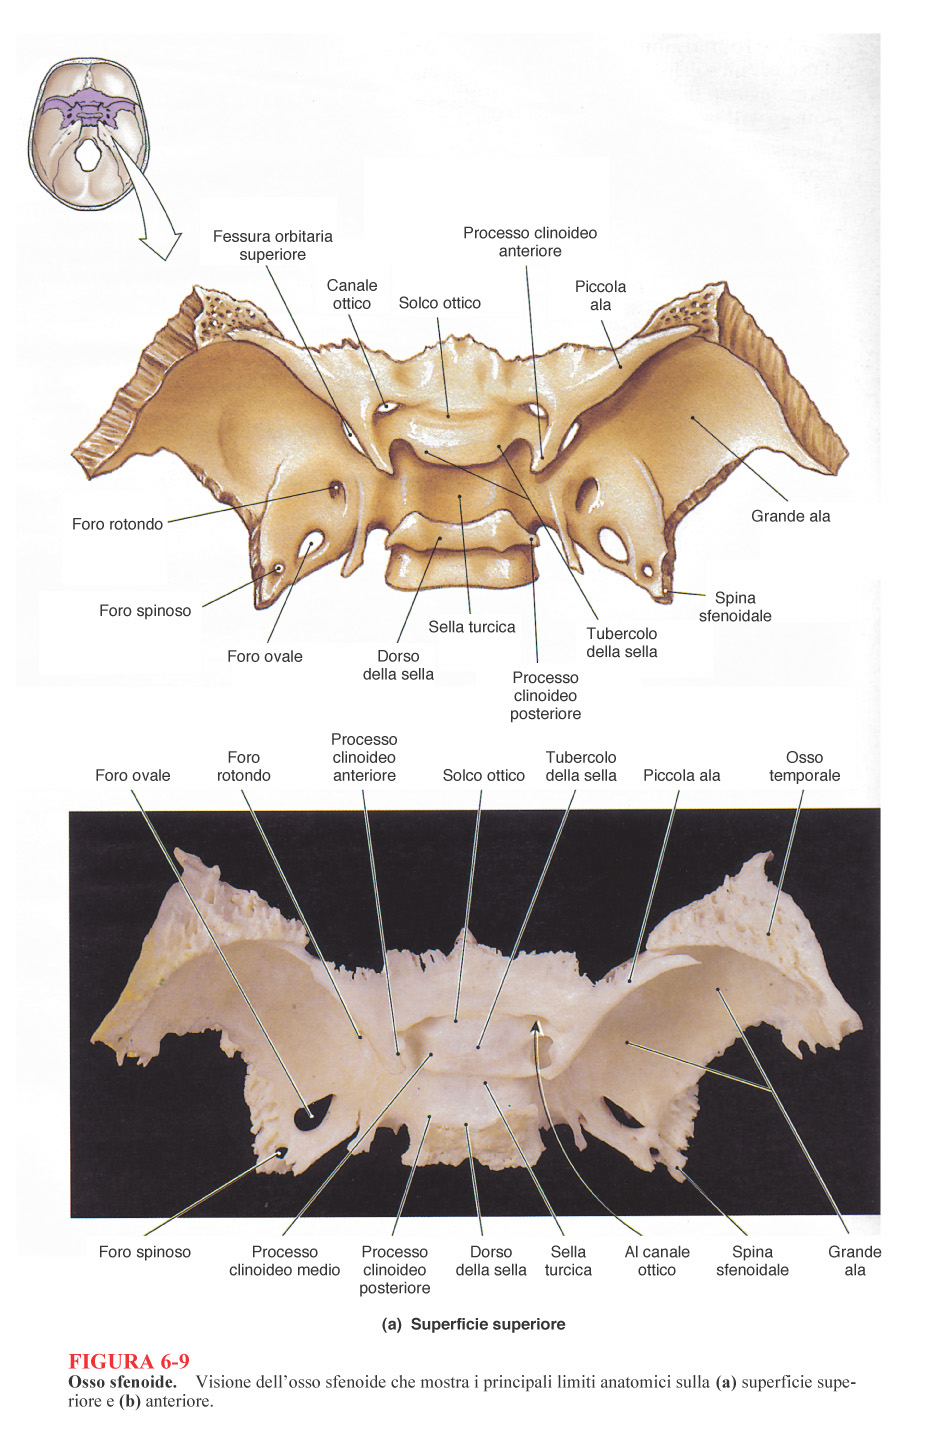 Fessura orbitaria
superiore
Processo clinoideo
anteriore
Canale
ottico
Solco ottico
Piccola
ala
Foro rotondo
Grande ala
Foro spinoso
Spina
sfenoidale
Sella turcica
Tubercolo
della sella
Foro ovale
Dorso
della sella
Processo
clinoideo
posteriore
Foro ovale
Foro
rotondo
Processo
clinoideo
anteriore
Solco ottico
Tubercolo
della sella
Piccola ala
Osso
temporale
Foro spinoso
Processo
clinoideo medio
Processo
clinoideo
posteriore
Dorso
della sella
Sella
turcica
Al canale
ottico
Spina
sfenoidale
Grande
ala
(a) Superficie superiore
FIGURA 6-9
Osso sfenoide. Visione dell'osso sfenoide che mostra i principali limiti anatomici sulla (a) superficie supe-
riore e (b) anteriore.